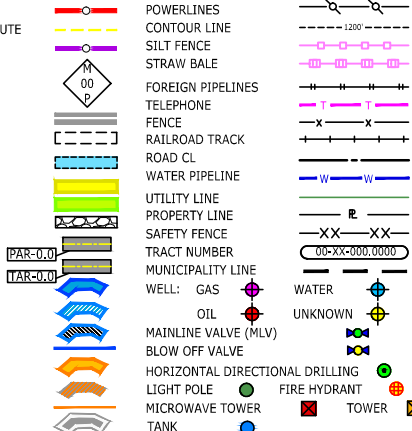 POWERLINES
UTE CONTOUR LINE 1200'
SILT FENCE
STRAW BALE
M
00
P
FOREIGN PIPELINES
TELEPHONE T T
FENCE x x
RAILROAD TRACK
ROAD CL
WATER PIPELINE W W
UTILITY LINE
PROPERTY LINE PL
SAFETY FENCE XX XX
PAR-0.0 TRACT NUMBER 00-XX-000.0000
TAR-0.0 MUNICIPALITY LINE
WELL: GAS WATER
OIL UNKNOWN
MAINLINE VALVE (MLV)
BLOW OFF VALVE
HORIZONTAL DIRECTIONAL DRILLING
LIGHT POLE FIRE HYDRANT
MICROWAVE TOWER TOWER
TANK